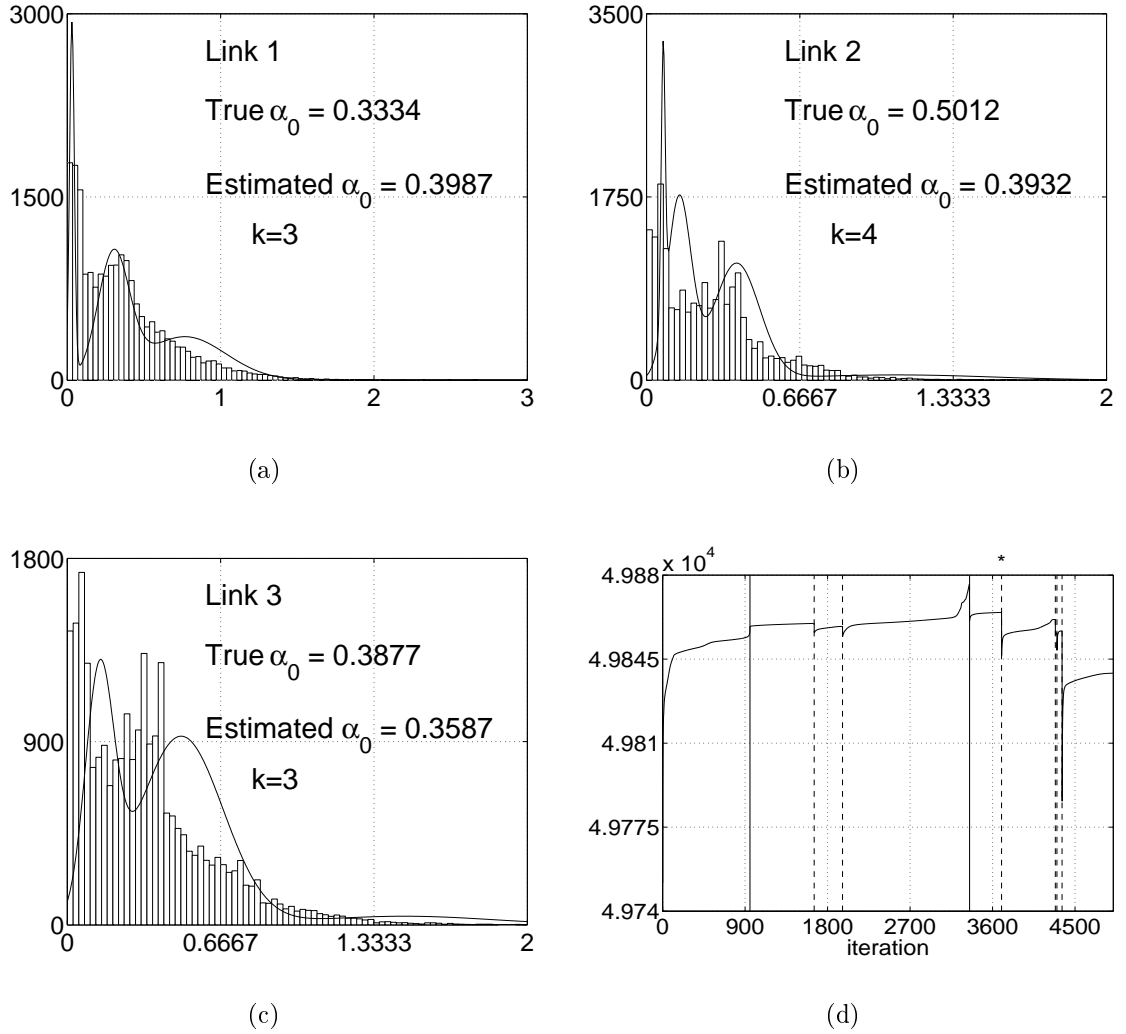 3000
1500
0
0
1
2
3
Link 1
True α0 = 0.3334
Estimated α0 = 0.3987
k=3
(a)
3500
1750
0
0
0.6667
1.3333
2
Link 2
True α0 = 0.5012
Estimated α0 = 0.3932
k=4
(b)
1800
900
0
0
0.6667
1.3333
2
Link 3
True α0 = 0.3877
Estimated α0 = 0.3587
k=3
(c)
x 10^4
*
4.988
4.9845
4.981
4.9775
4.974
0
900
1800
2700
3600
4500
iteration
(d)